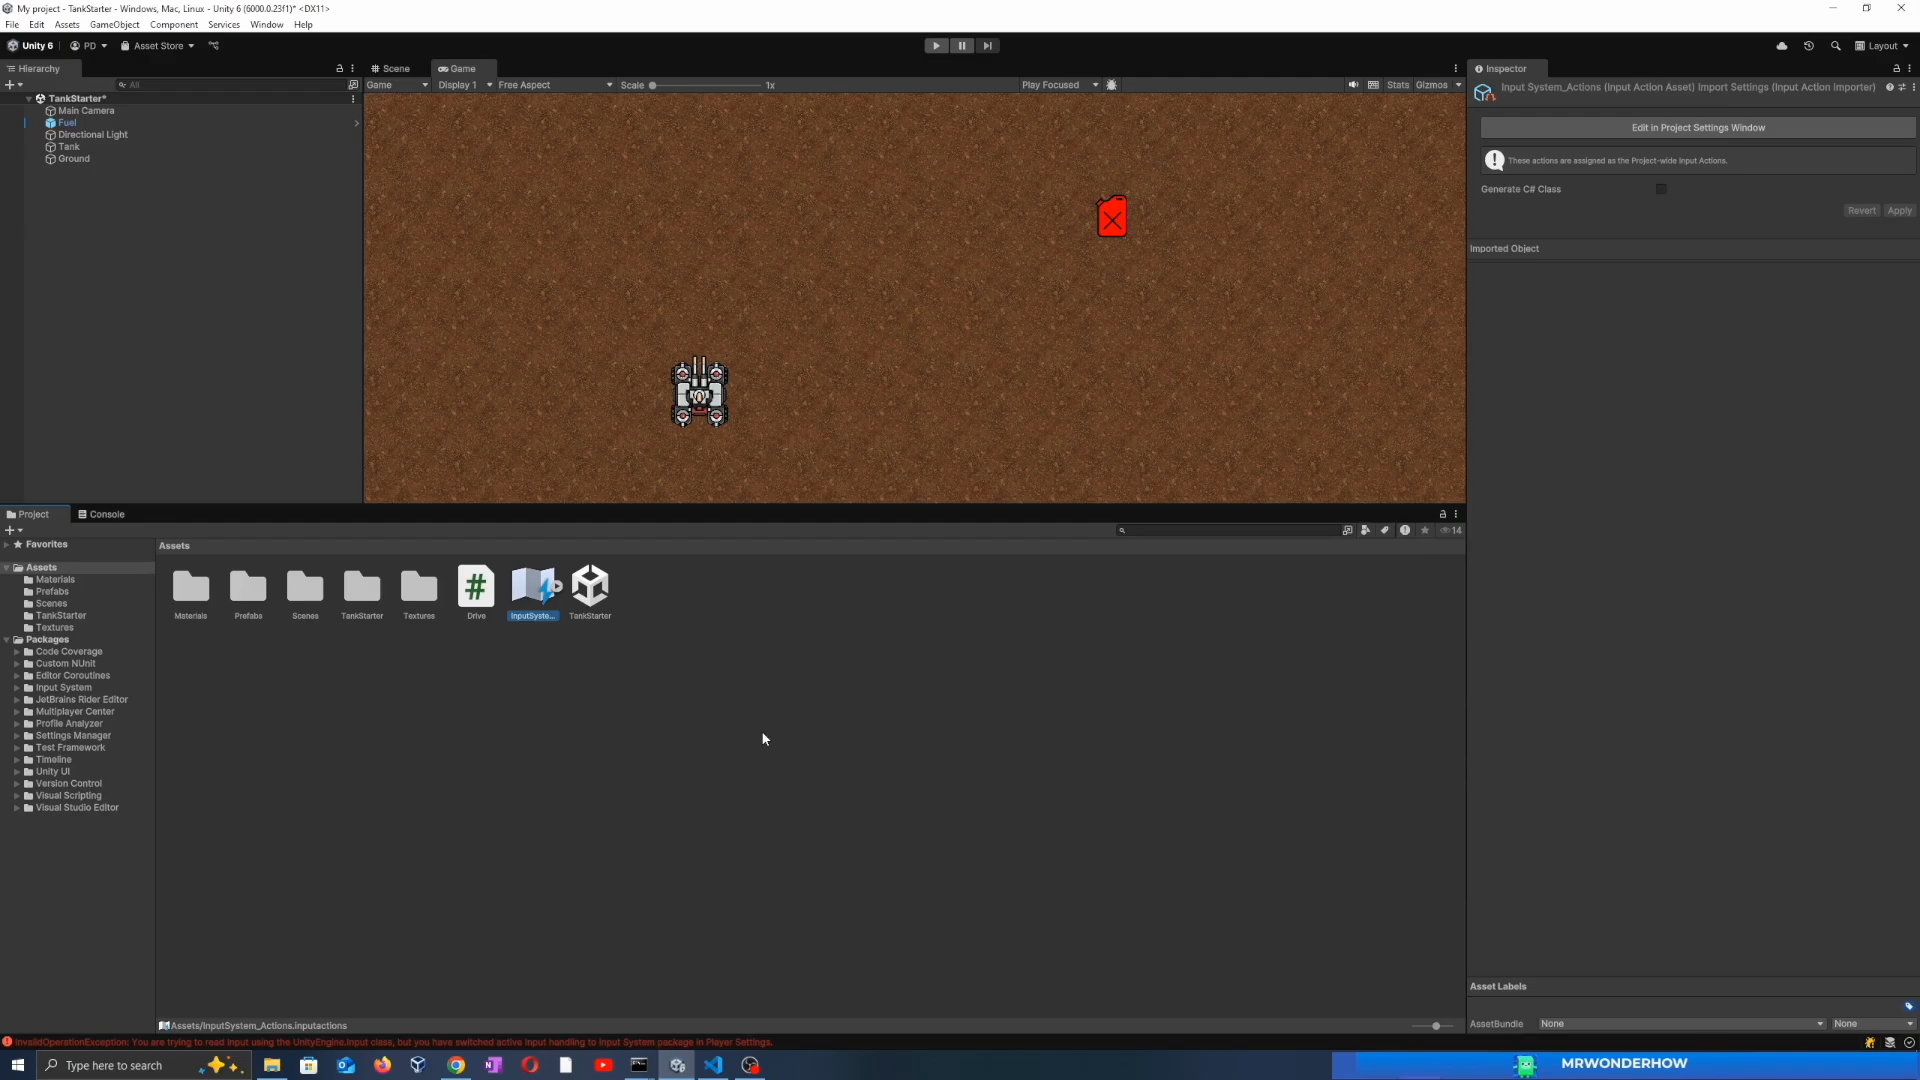 My project - TankStarter - Windows, Mac, Linux - Unity 6 (6000.0.23f1)* <DX11>
File Edit Assets GameObject Component Services Window Help
Unity 6 PD Asset Store Layout
Hierarchy Scene Game Inspector
All Game Display 1 Free Aspect Scale 1x Play Focused Stats Gizmos
Input System_Actions (Input Action Asset) Import Settings (Input Action Importer)
TankStarter*
Main Camera
Fuel
Directional Light
Tank
Ground
Edit in Project Settings Window
These actions are assigned as the Project-wide Input Actions.
Generate C# Class
Revert Apply
Imported Object
Project Console
14
Favorites
Assets
Materials
Prefabs
Scenes
TankStarter
Textures
Packages
Code Coverage
Custom NUnit
Editor Coroutines
Input System
JetBrains Rider Editor
Multiplayer Center
Profile Analyzer
Settings Manager
Test Framework
Timeline
Unity UI
Version Control
Visual Scripting
Visual Studio Editor
Assets
Materials Prefabs Scenes TankStarter Textures Drive InputSyste... TankStarter
Assets/InputSystem_Actions.inputactions
Asset Labels
AssetBundle None None
InvalidOperationException: You are trying to read Input using the UnityEngine.Input class, but you have switched active Input handling to Input System package in Player Settings.
Type here to search
MRWONDERHOW